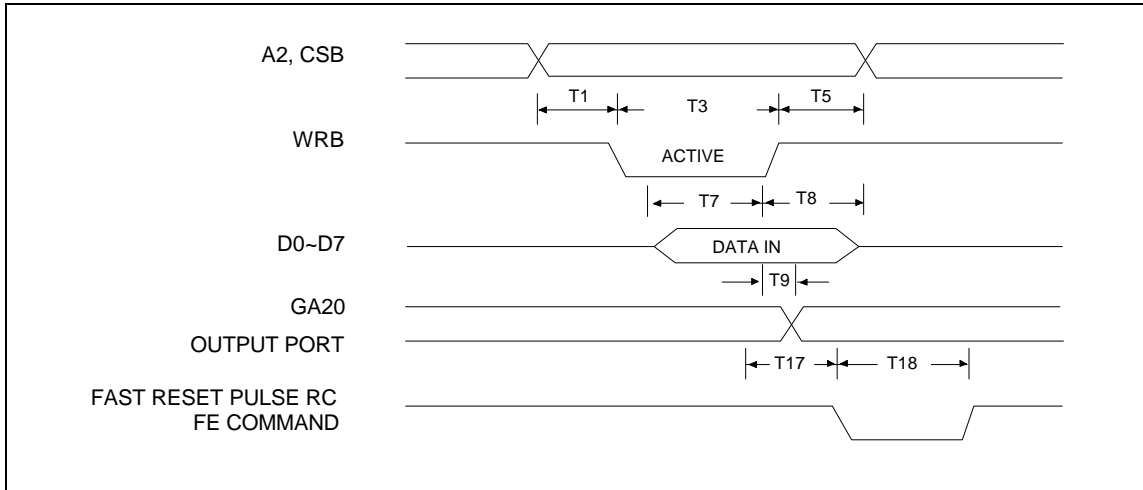 A2, CSB
T1
T3
T5
WRB
ACTIVE
T7
T8
D0~D7
DATA IN
T9
GA20
OUTPUT PORT
T17
T18
FAST RESET PULSE RC
FE COMMAND